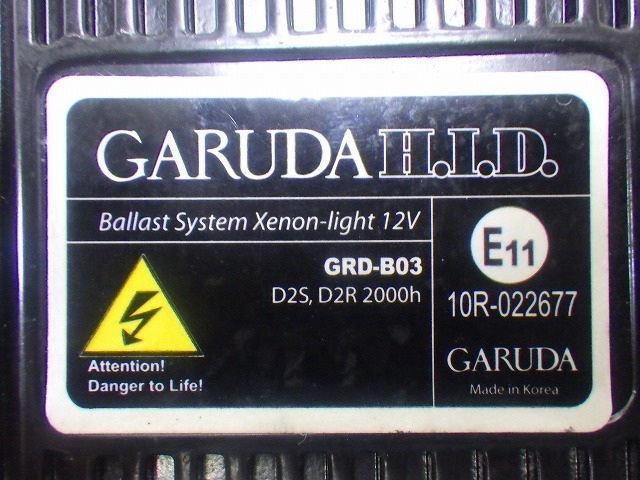 GARUDA H.I.D.
Ballast System Xenon-light 12V
GRD-B03
D2S, D2R 2000h
Attention!
Danger to Life!
E11
10R-022677
GARUDA
Made in Korea